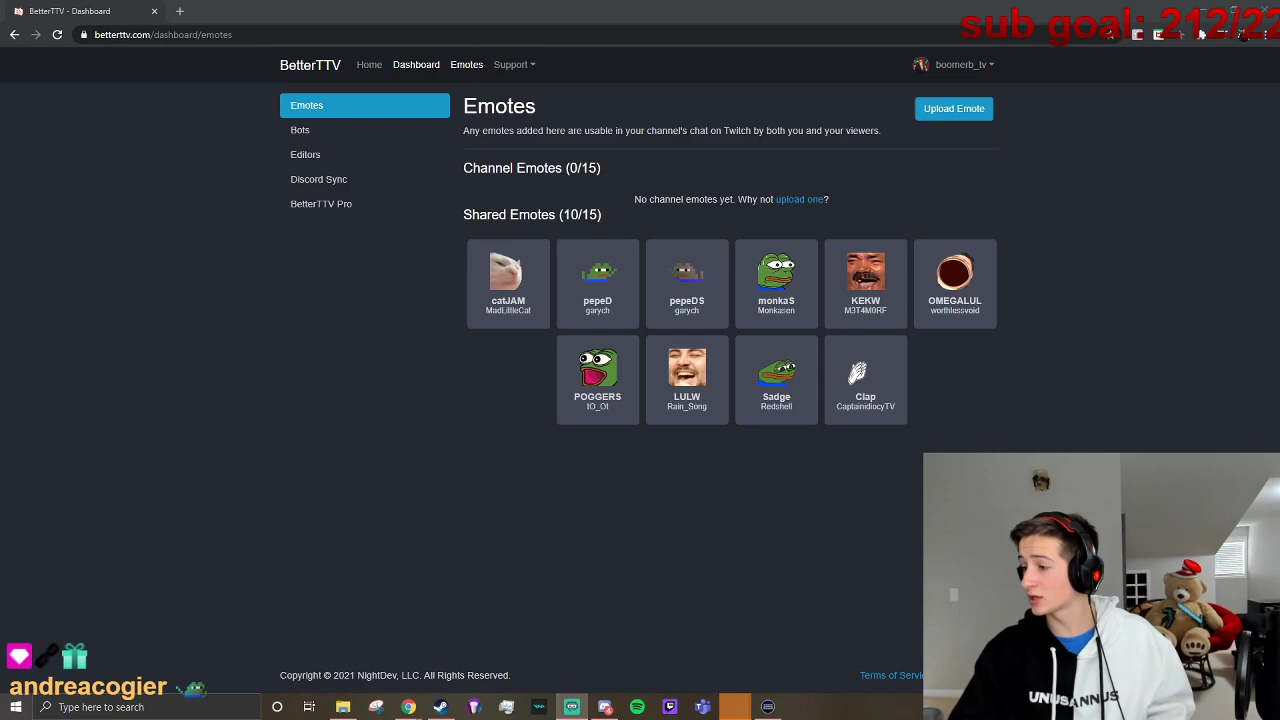 BetterTTV - Dashboard
sub goal: 212/22
betterttv.com/dashboard/emotes
BetterTTV Home Dashboard Emotes Support
boomerb_tv
Emotes
Bots
Editors
Discord Sync
BetterTTV Pro
Emotes
Upload Emote
Any emotes added here are usable in your channel's chat on Twitch by both you and your viewers.
Channel Emotes (0/15)
No channel emotes yet. Why not upload one?
Shared Emotes (10/15)
catJAM pepeD pepeDS monkaS KEKW OMEGALUL
MadLittleCat garych garych Monkasen M3T4M0RF worthlessvoid
POGGERS LULW Sadge Clap
tO_Ot Rain_Song Redshell CaptainidiocyTV
UNUSANNUS
Copyright © 2021 NightDev, LLC. All Rights Reserved.
Terms of Servi
andreacogier
Type here to search